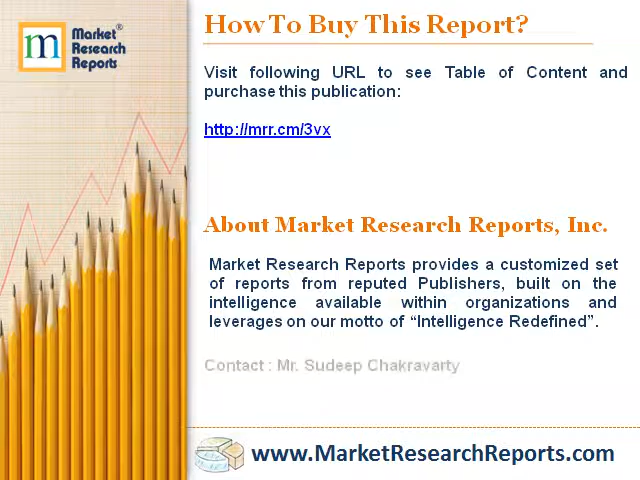 m
Market®
Research
Reports
How To Buy This Report?
Visit following URL to see Table of Content and
purchase this publication:
http://mrr.cm/3vx
About Market Research Reports, Inc.
Market Research Reports provides a customized set
of reports from reputed Publishers, built on the
intelligence available within organizations and
leverages on our motto of “Intelligence Redefined”.
Contact : Mr. Sudeep Chakravarty
www.MarketResearchReports.com